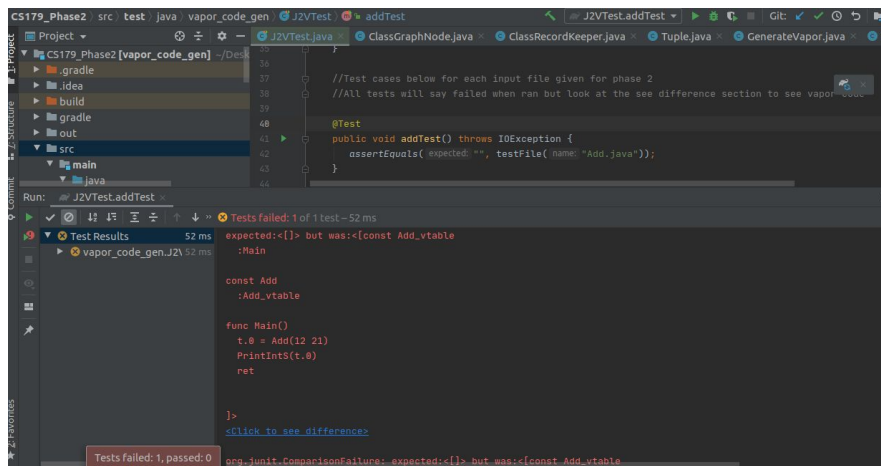 CS179_Phase2 src test java vapor_code_gen J2VTest addTest J2VTest.addTest Git:
Project J2VTest.java ClassGraphNode.java ClassRecordKeeper.java Tuple.java GenerateVapor.java
1: Project
CS179_Phase2 [vapor_code_gen] ~/Desk
.gradle
.idea
build
gradle
out
src
main
java
Z: Structure
Commit
35 }
36
37 //Test cases below for each input file given for phase 2
38 //All tests will say failed when ran but look at the see difference section to see vapor code
39
40 @Test
41 public void addTest() throws IOException {
42 assertEquals( expected: "", testFile( name: "Add.java"));
43 }
44
Run: J2VTest.addTest
Tests failed: 1 of 1 test – 52 ms
Test Results 52 ms
vapor_code_gen.J2V 52 ms
expected:<[]> but was:<[const Add_vtable
:Main
const Add
:Add_vtable
func Main()
t.0 = Add(12 21)
PrintIntS(t.0)
ret
]>
<Click to see difference>
org.junit.ComparisonFailure: expected:<[]> but was:<[const Add_vtable
2: Favorites
Tests failed: 1, passed: 0